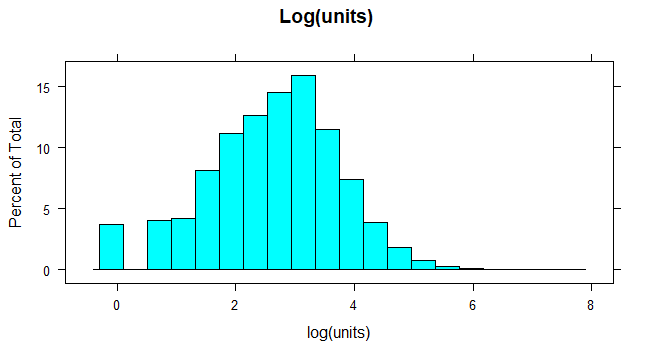 Log(units)
Percent of Total
15
10
5
0
0 2 4 6 8
log(units)